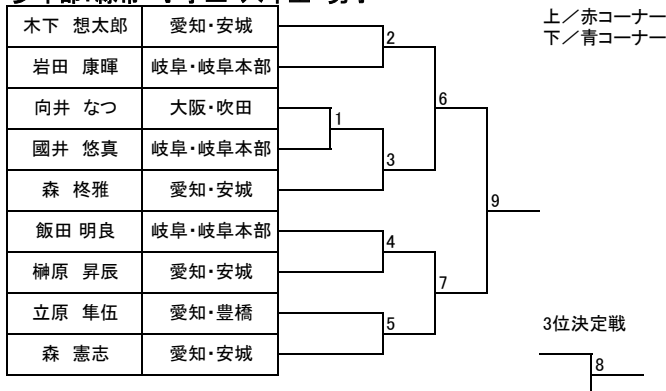 上／赤コーナー
下／青コーナー
木下 想太郎 愛知・安城
岩田 康暉 岐阜・岐阜本部
向井 なつ 大阪・吹田
國井 悠真 岐阜・岐阜本部
森 柊雅 愛知・安城
飯田 明良 岐阜・岐阜本部
榊原 昇辰 愛知・安城
立原 隼伍 愛知・豊橋
森 憲志 愛知・安城
2
6
1
3
9
4
7
5
3位決定戦
8